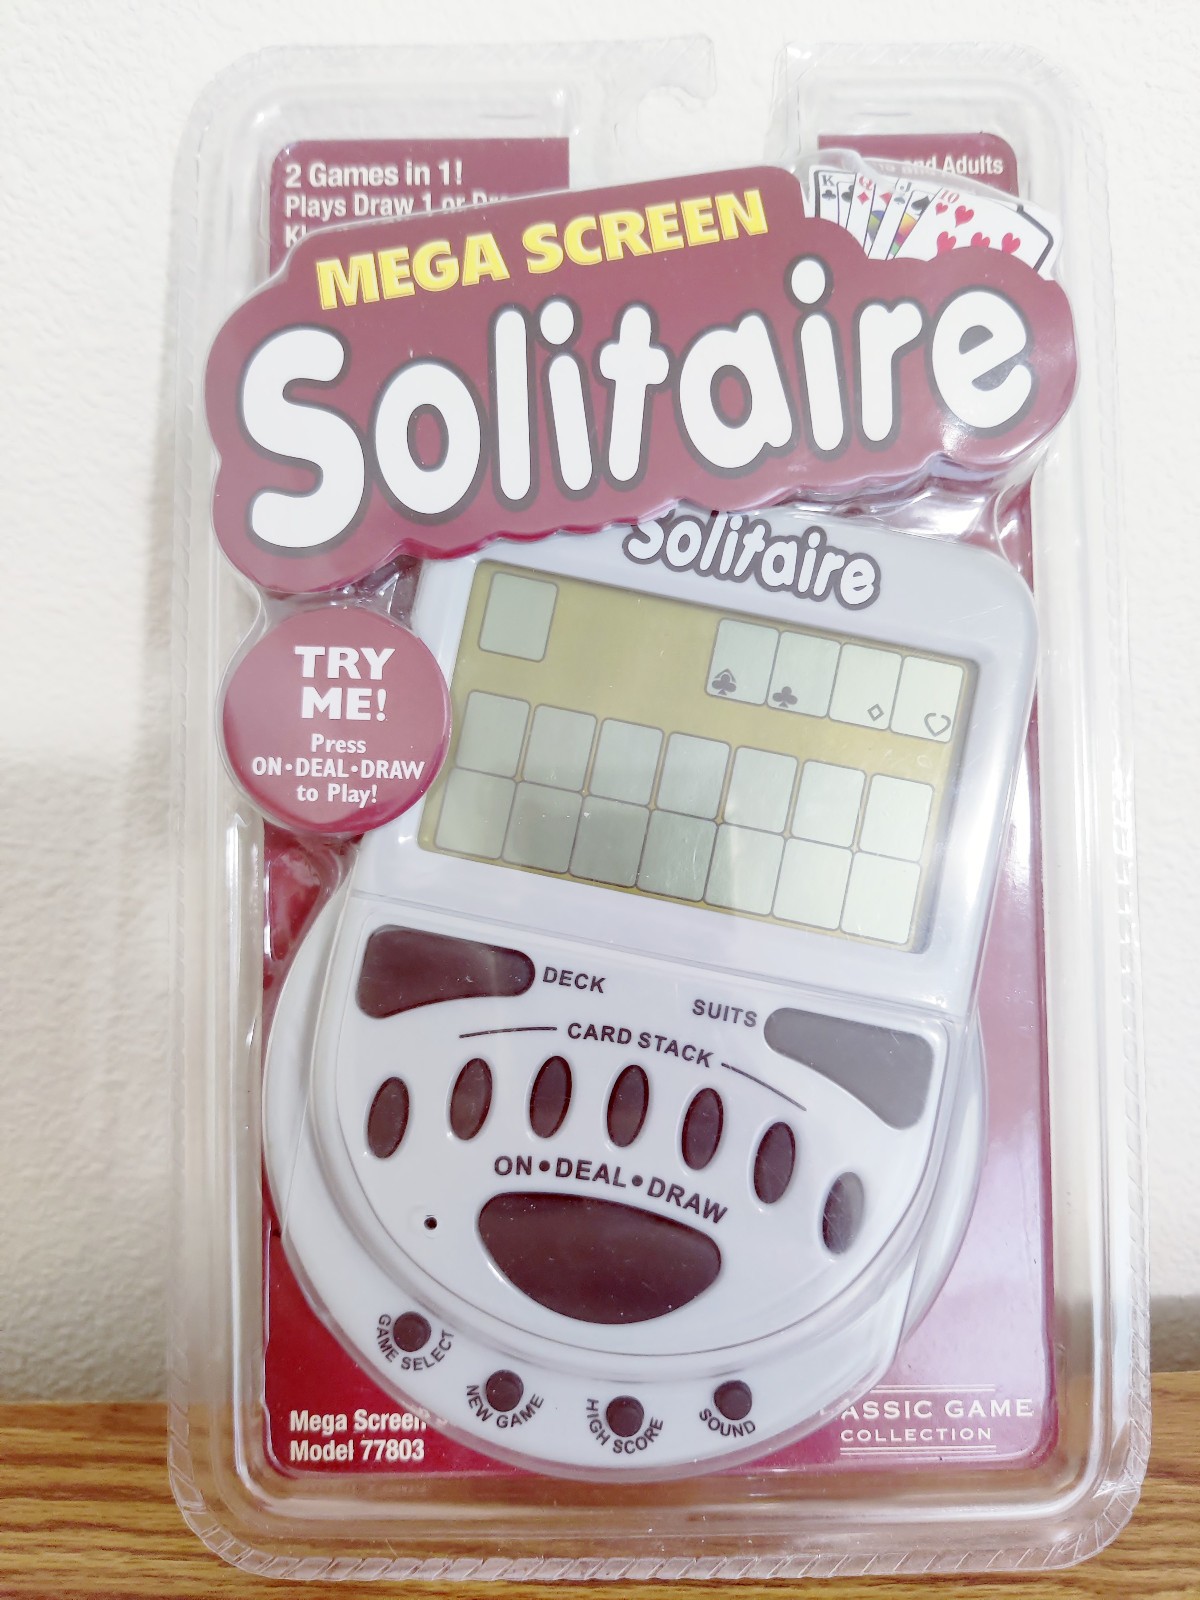 2 Games in 1!
Plays Draw 1 or
and Adults
K
Q
J
10
MEGA SCREEN
Solitaire
Solitaire
TRY
ME!
Press
ON•DEAL•DRAW
to Play!
DECK
SUITS
CARD STACK
ON•DEAL•DRAW
GAME SELECT
NEW GAME
HIGH SCORE
SOUND
Mega Screen
Model 77803
GAME
COLLECTION